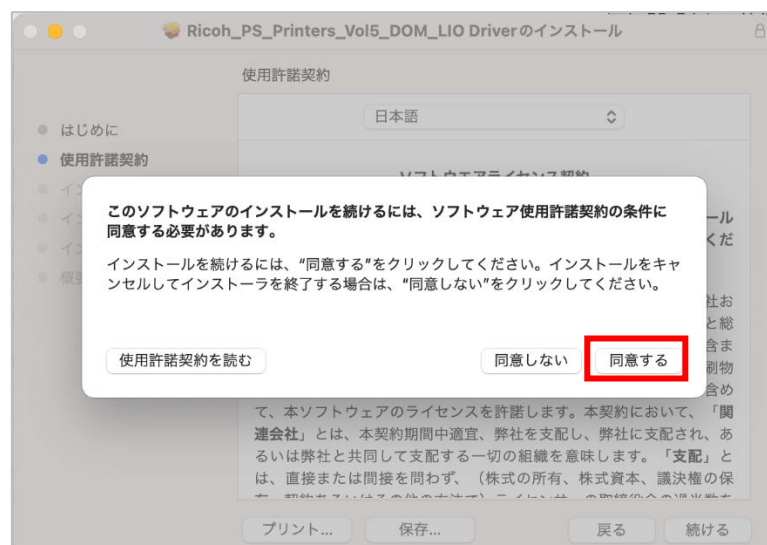 Ricoh_PS_Printers_Vol5_DOM_LIO Driverのインストール
使用許諾契約
日本語
はじめに
使用許諾契約
このソフトウェアのインストールを続けるには、ソフトウェア使用許諾契約の条件に
同意する必要があります。
インストールを続けるには、“同意する”をクリックしてください。インストールをキャ
ンセルしてインストーラを終了する場合は、“同意しない”をクリックしてください。
使用許諾契約を読む
同意しない
同意する
ール
くだ
社お
と総
含ま
刷物
含め
て、本ソフトウェアのライセンスを許諾します。本契約において、「関
連会社」とは、本契約期間中適宜、弊社を支配し、弊社に支配され、あ
るいは弊社と共同して支配する一切の組織を意味します。「支配」と
は、直接または間接を問わず、（株式の所有、株式資本、議決権の保
プリント...
保存...
戻る
続ける